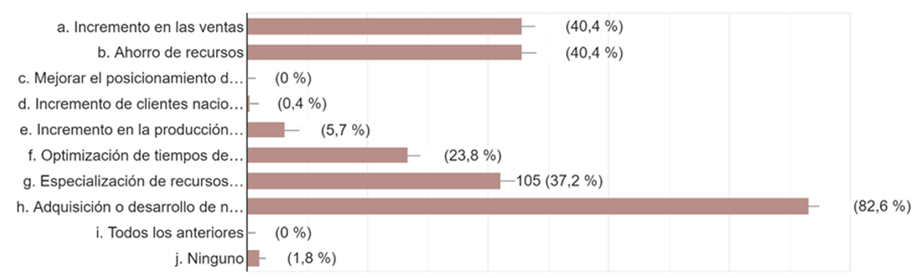 a. Incremento en las ventas (40,4 %)
b. Ahorro de recursos (40,4 %)
c. Mejorar el posicionamiento d... (0 %)
d. Incremento de clientes nacio... (0,4 %)
e. Incremento en la producción... (5,7 %)
f. Optimización de tiempos de... (23,8 %)
g. Especialización de recursos... 105 (37,2 %)
h. Adquisición o desarrollo de n... (82,6 %)
i. Todos los anteriores (0 %)
j. Ninguno (1,8 %)